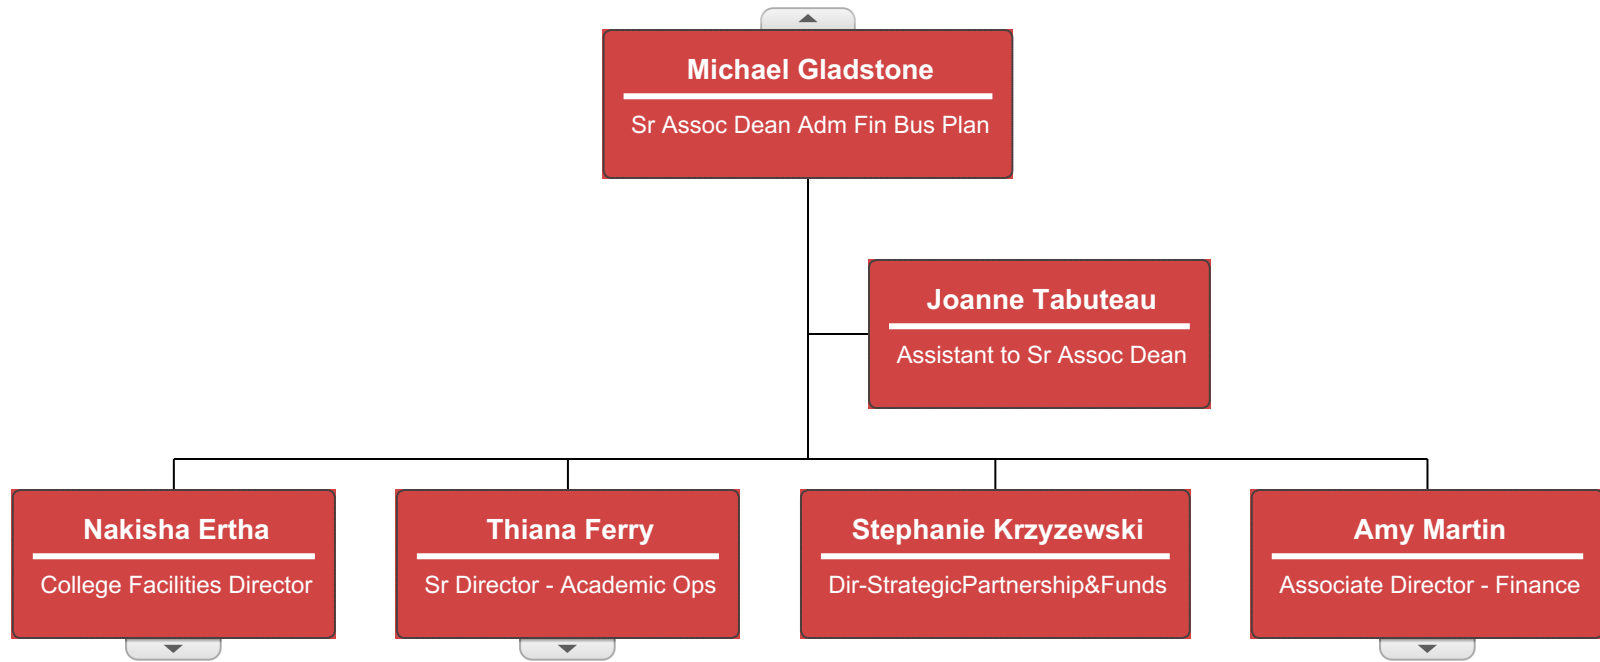 Michael Gladstone
Sr Assoc Dean Adm Fin Bus Plan
Joanne Tabuteau
Assistant to Sr Assoc Dean
Nakisha Ertha
College Facilities Director
Thiana Ferry
Sr Director - Academic Ops
Stephanie Krzyzewski
Dir-StrategicPartnership&Funds
Amy Martin
Associate Director - Finance